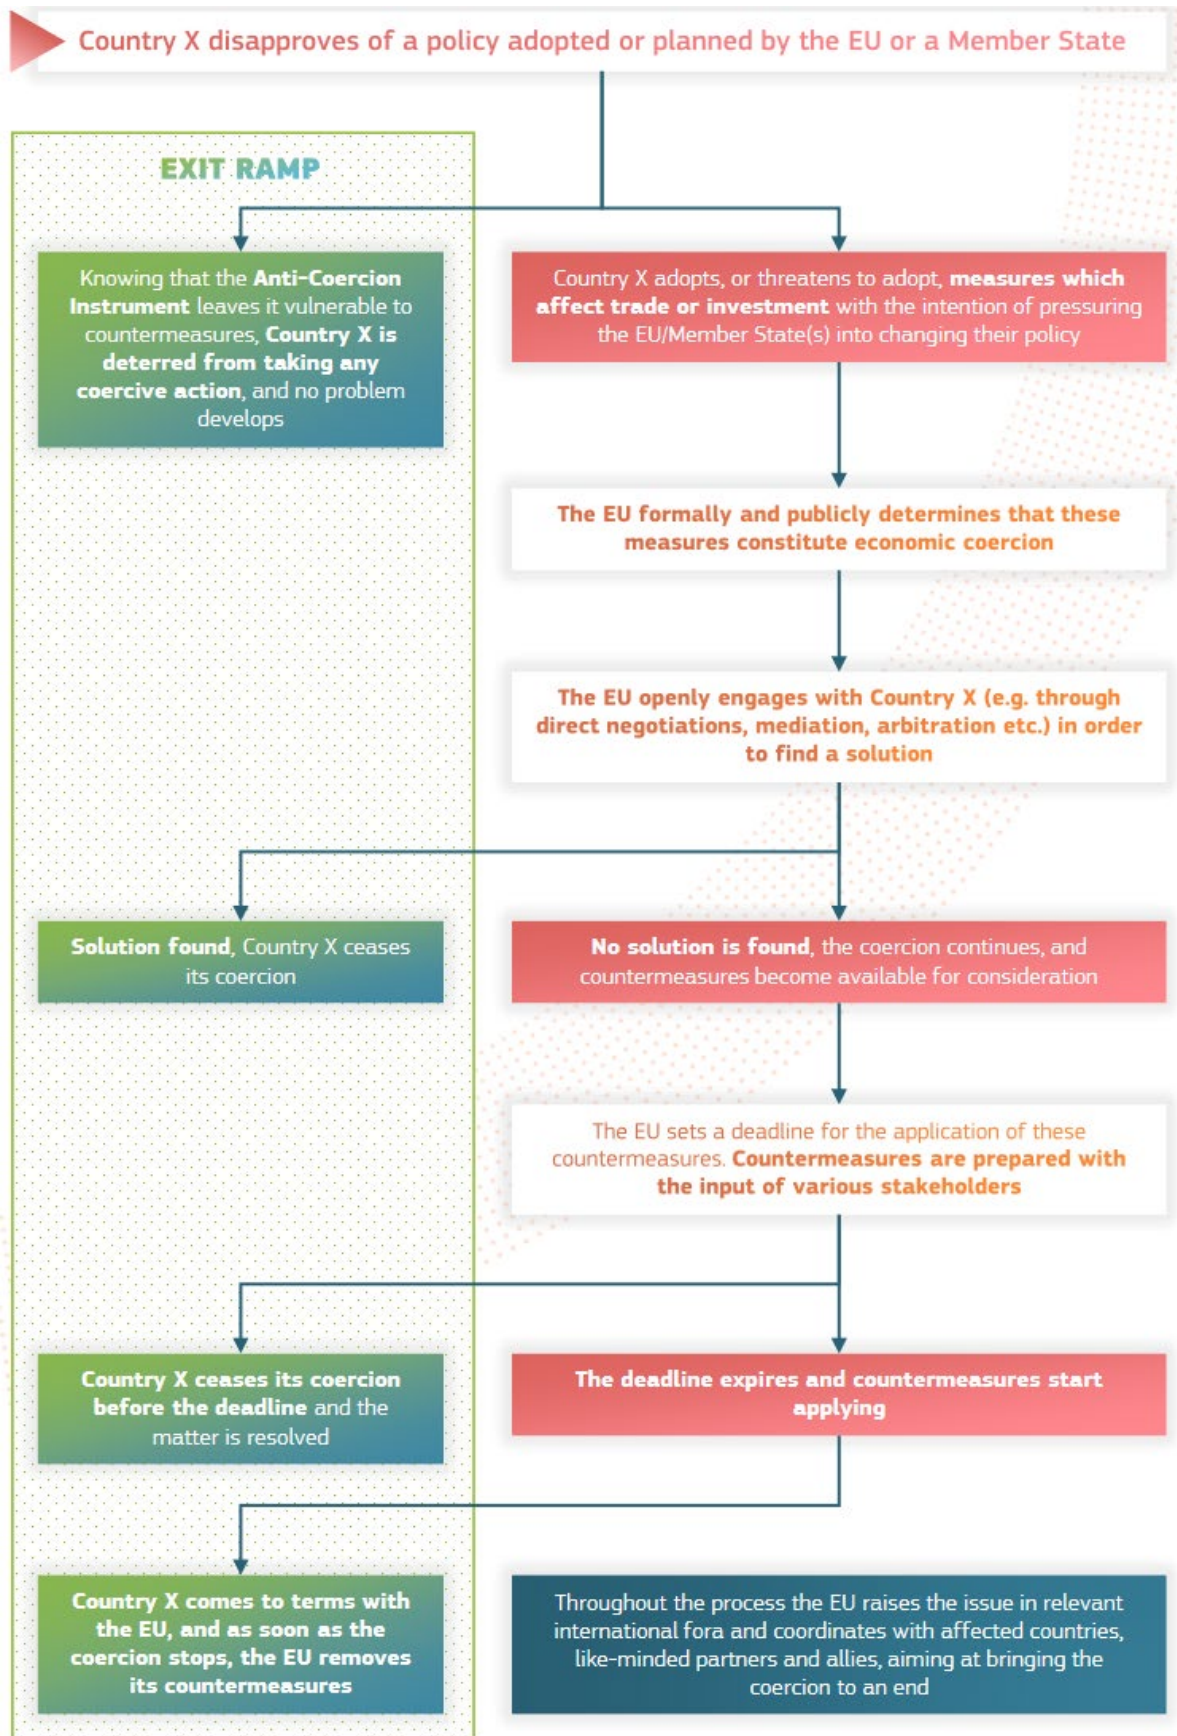 Country X disapproves of a policy adopted or planned by the EU or a Member State
EXIT RAMP
Knowing that the Anti-Coercion
Instrument leaves it vulnerable to
countermeasures, Country X is
deterred from taking any
coercive action, and no problem
develops
Country X adopts, or threatens to adopt, measures which
affect trade or investment with the intention of pressuring
the EU/Member State(s) into changing their policy
The EU formally and publicly determines that these
measures constitute economic coercion
The EU openly engages with Country X (e.g. through
direct negotiations, mediation, arbitration etc.) in order
to find a solution
Solution found, Country X ceases
its coercion
No solution is found, the coercion continues, and
countermeasures become available for consideration
The EU sets a deadline for the application of these
countermeasures. Countermeasures are prepared with
the input of various stakeholders
Country X ceases its coercion
before the deadline and the
matter is resolved
The deadline expires and countermeasures start
applying
Country X comes to terms with
the EU, and as soon as the
coercion stops, the EU removes
its countermeasures
Throughout the process the EU raises the issue in relevant
international fora and coordinates with affected countries,
like-minded partners and allies, aiming at bringing the
coercion to an end